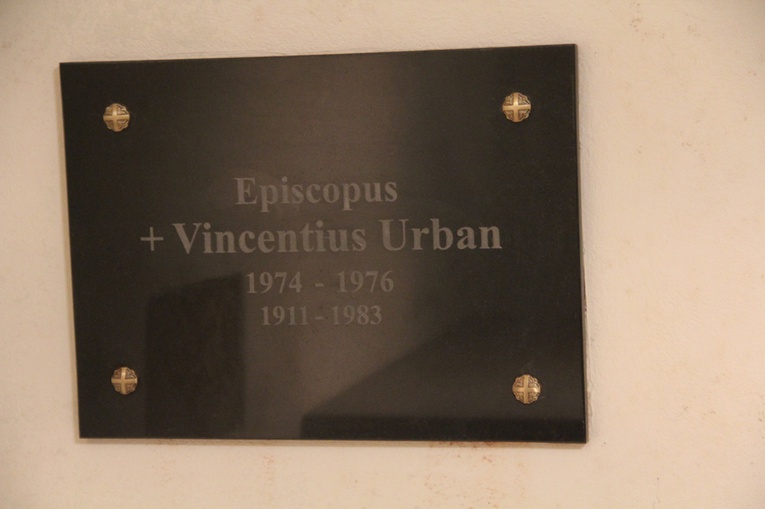 Episcopus
+ Vincentius Urban
1974 - 1976
1911 - 1983